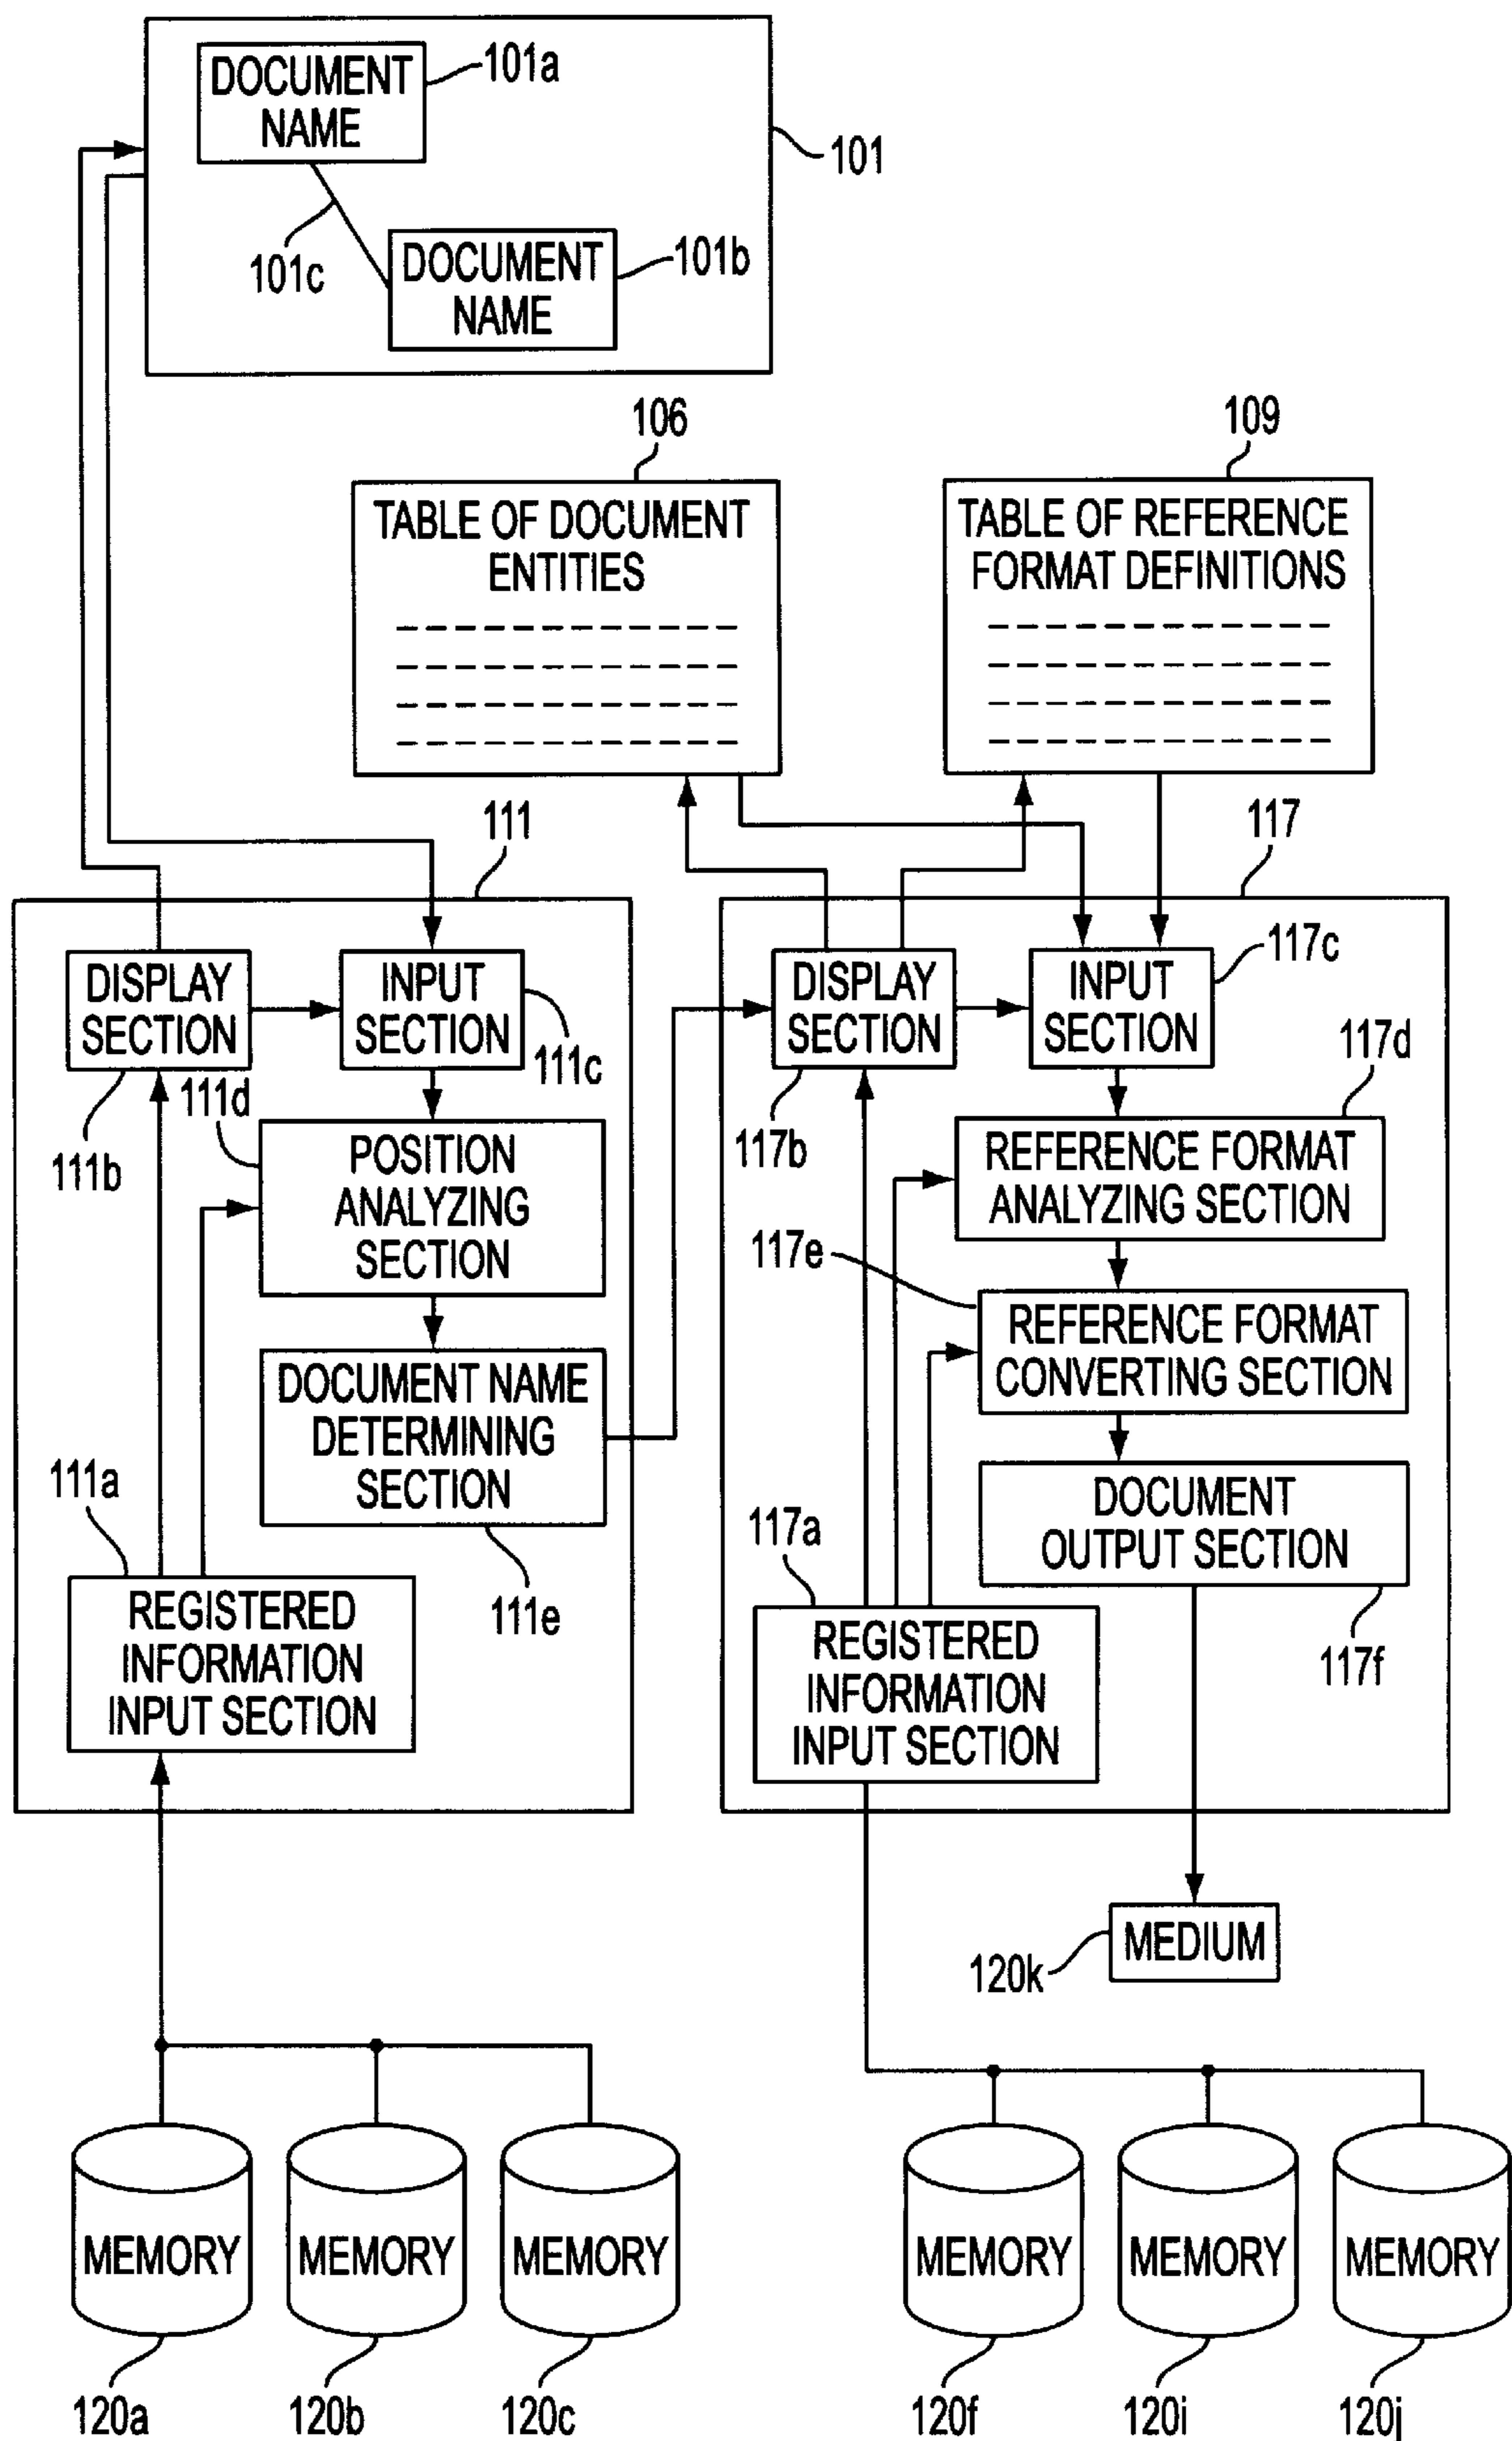 DOCUMENT
NAME
101a
101
101c
DOCUMENT
NAME
101b
106
109
TABLE OF DOCUMENT
ENTITIES
TABLE OF REFERENCE
FORMAT DEFINITIONS
111
117
DISPLAY
SECTION
INPUT
SECTION
111c
111d
111b
POSITION
ANALYZING
SECTION
DOCUMENT NAME
DETERMINING
SECTION
111a
111e
REGISTERED
INFORMATION
INPUT SECTION
DISPLAY
SECTION
INPUT
SECTION
117c
117d
117b
REFERENCE FORMAT
ANALYZING SECTION
117e
REFERENCE FORMAT
CONVERTING SECTION
DOCUMENT
OUTPUT SECTION
117a
117f
REGISTERED
INFORMATION
INPUT SECTION
MEDIUM
120k
MEMORY
MEMORY
MEMORY
MEMORY
MEMORY
MEMORY
120a
120b
120c
120f
120i
120j